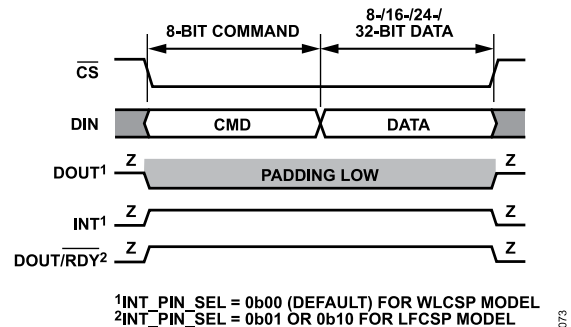 8-BIT COMMAND
8-/16-/24-/
32-BIT DATA
CS
DIN
CMD
DATA
DOUT1
Z
PADDING LOW
Z
INT1
Z
Z
DOUT/RDY2
Z
Z
1INT_PIN_SEL = 0b00 (DEFAULT) FOR WLCSP MODEL
2INT_PIN_SEL = 0b01 OR 0b10 FOR LFCSP MODEL
073